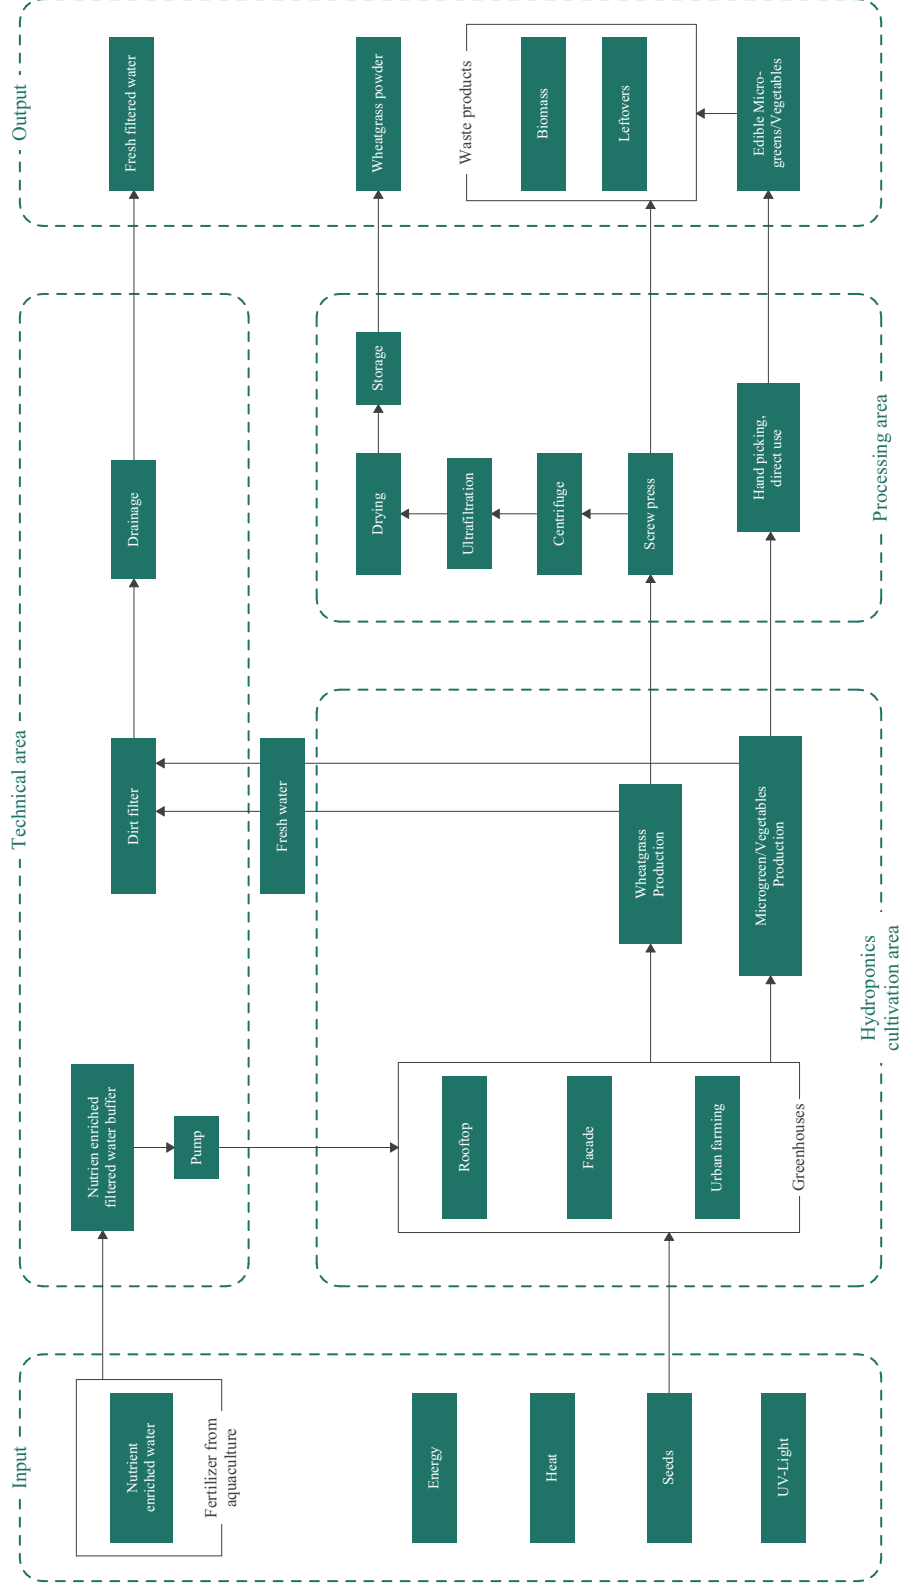 Input
Nutrient
enriched water
Fertilizer from
aquaculture
Energy
Heat
Seeds
UV-Light
Technical area
Nutrien enriched
filtered water buffer
Pump
Dirt filter
Drainage
Fresh water
Rooftop
Facade
Urban farming
Greenhouses
Wheatgrass
Production
Microgreen/Vegetables
Production
Hydroponics
cultivation area
Drying
Storage
Ultrafiltration
Centrifuge
Screw press
Hand picking,
direct use
Processing area
Output
Fresh filtered water
Wheatgrass powder
Waste products
Biomass
Leftovers
Edible Micro-
greens/Vegetables